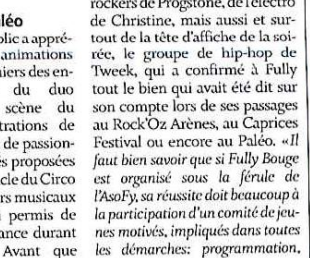 aléo
olic a appré-
animations
niers des en-
du duo
scène du
trations de
de passion-
és proposées
cle du Circo
rs musicaux
permis de
ance durant
Avant que
rockers de Progstone, de l'électro
de Christine, mais aussi et sur-
tout de la tête d'affiche de la soi-
rée, le groupe de hip-hop de
Tweek, qui a confirmé à Fully
tout le bien qui avait été dit sur
son compte lors de ses passages
au Rock'Oz Arènes, au Caprices
Festival ou encore au Paléo. «Il
faut bien savoir que si Fully Bouge
est organisé sous la férule de
l'AsoFy, sa réussite doit beaucoup à
la participation d'un comité de jeu-
nes motivés, impliqués dans toutes
les démarches: programmation,